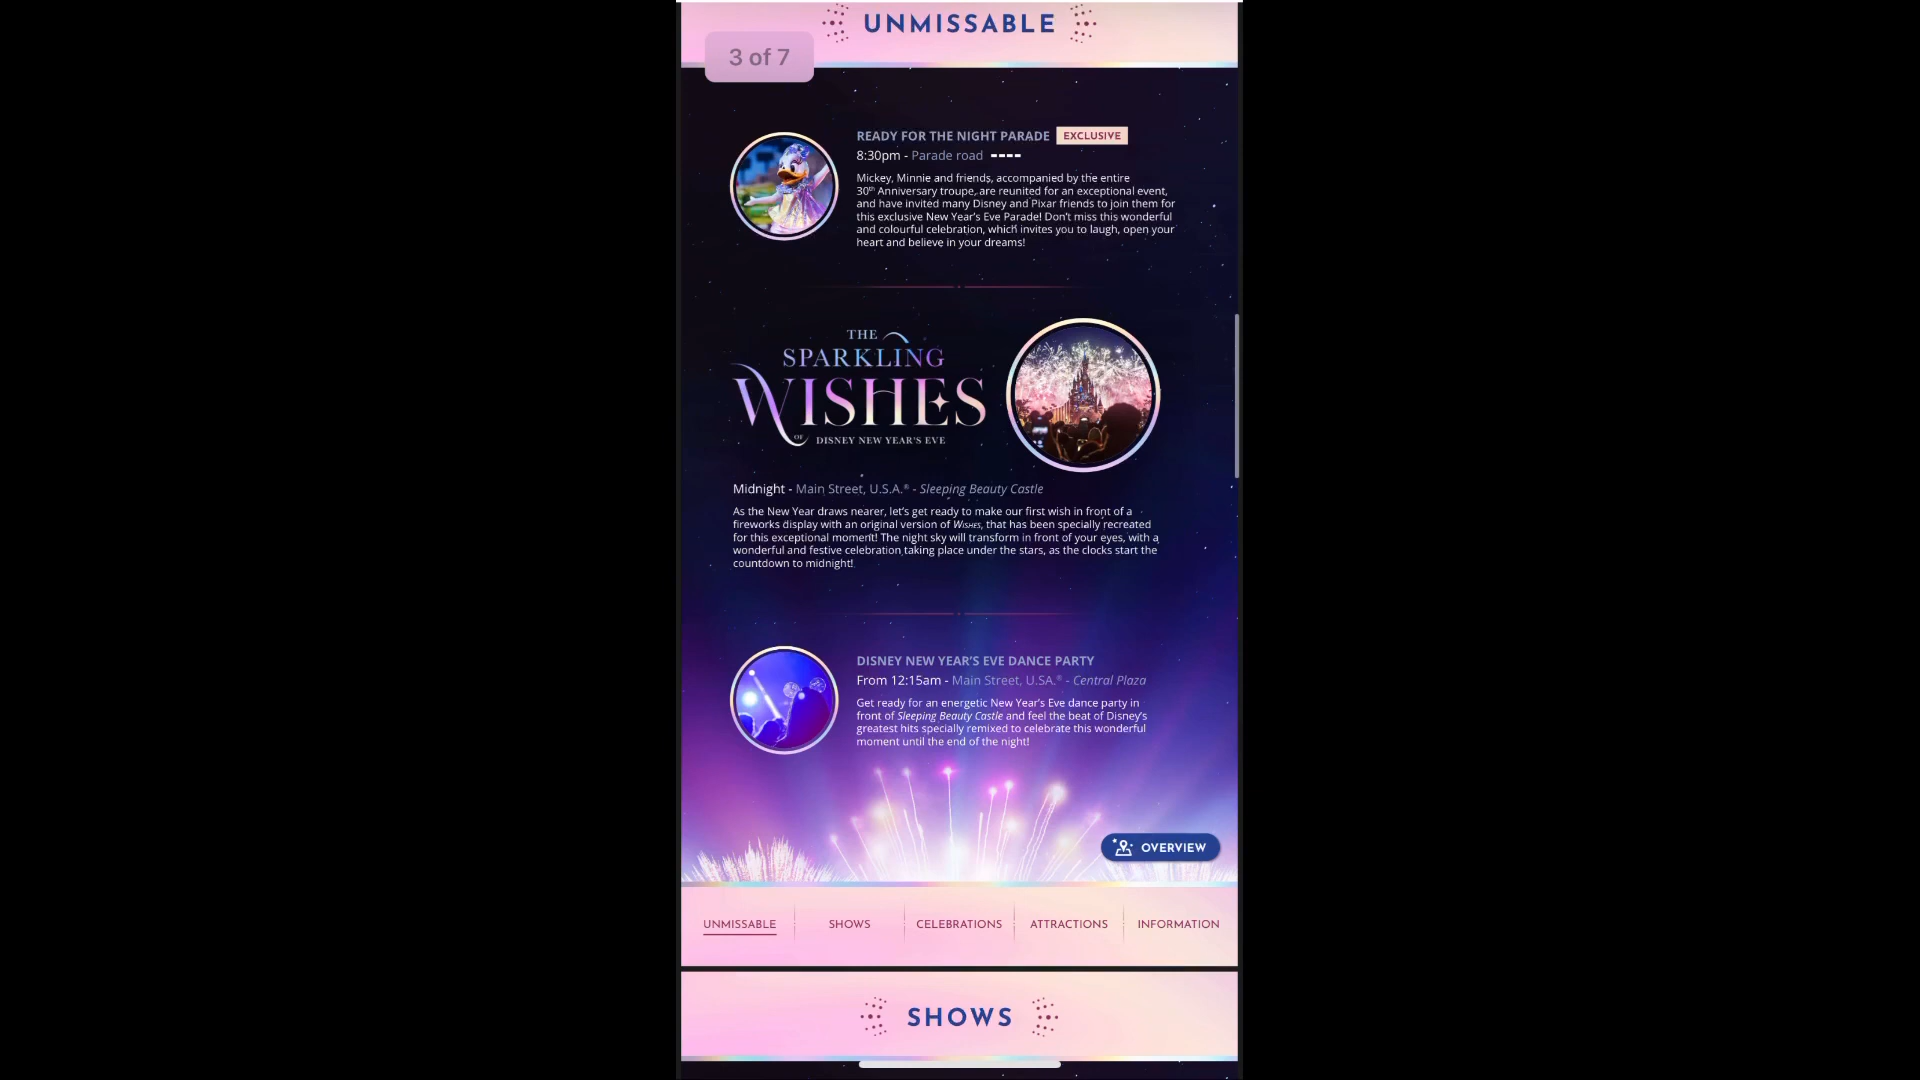 UNMISSABLE
3 of 7
READY FOR THE NIGHT PARADE EXCLUSIVE
8:30pm - Parade road
Mickey, Minnie and friends, accompanied by the entire
30th Anniversary troupe, are reunited for an exceptional event,
and have invited many Disney and Pixar friends to join them for
this exclusive New Year's Eve Parade! Don't miss this wonderful
and colourful celebration, which invites you to laugh, open your
heart and believe in your dreams!
THE
SPARKLING
WISHES
OF DISNEY NEW YEAR'S EVE
Midnight - Main Street, U.S.A.® - Sleeping Beauty Castle
As the New Year draws nearer, let's get ready to make our first wish in front of a
fireworks display with an original version of WISHES, that has been specially recreated
for this exceptional moment! The night sky will transform in front of your eyes, with a
wonderful and festive celebration taking place under the stars, as the clocks start the
countdown to midnight!
DISNEY NEW YEAR'S EVE DANCE PARTY
From 12:15am - Main Street, U.SA.® - Central Plaza
Get ready for an energetic New Year's Eve dance party in
front of Sleeping Beauty Castle and feel the beat of Disney's
greatest hits specially remixed to celebrate this wonderful
moment until the end of the night!
OVERVIEW
UNMISSABLE SHOWS CELEBRATIONS ATTRACTIONS INFORMATION
SHOWS